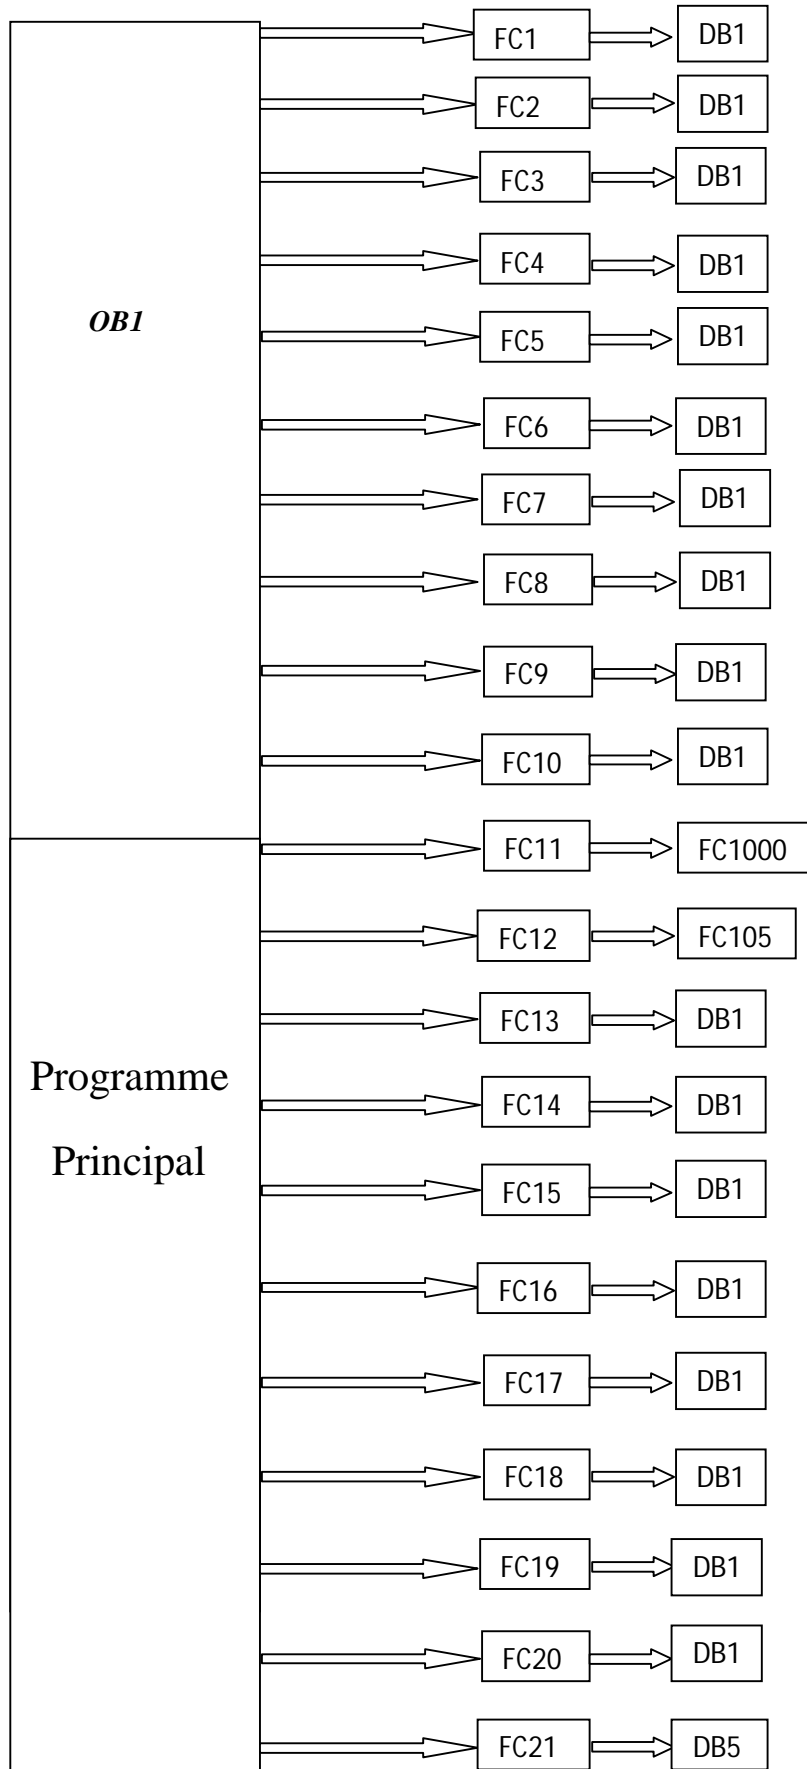 FC1 DB1
FC2 DB1
FC3 DB1
FC4 DB1
OB1
FC5 DB1
FC6 DB1
FC7 DB1
FC8 DB1
FC9 DB1
FC10 DB1
FC11 FC1000
FC12 FC105
FC13 DB1
Programme
FC14 DB1
Principal
FC15 DB1
FC16 DB1
FC17 DB1
FC18 DB1
FC19 DB1
FC20 DB1
FC21 DB5